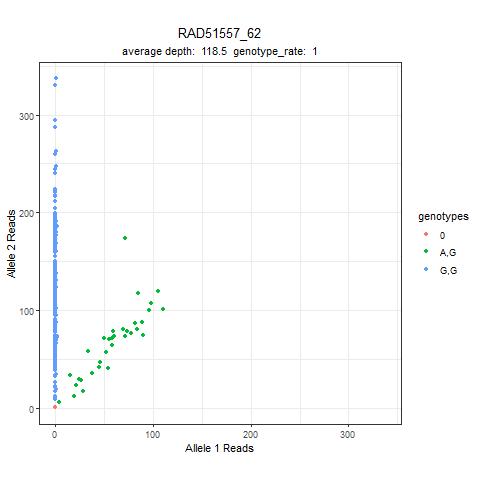 RAD51557_62
average depth: 118.5 genotype_rate: 1
300
200
100
0
Allele 2 Reads
0 100 200 300
Allele 1 Reads
genotypes
0
A,G
G,G